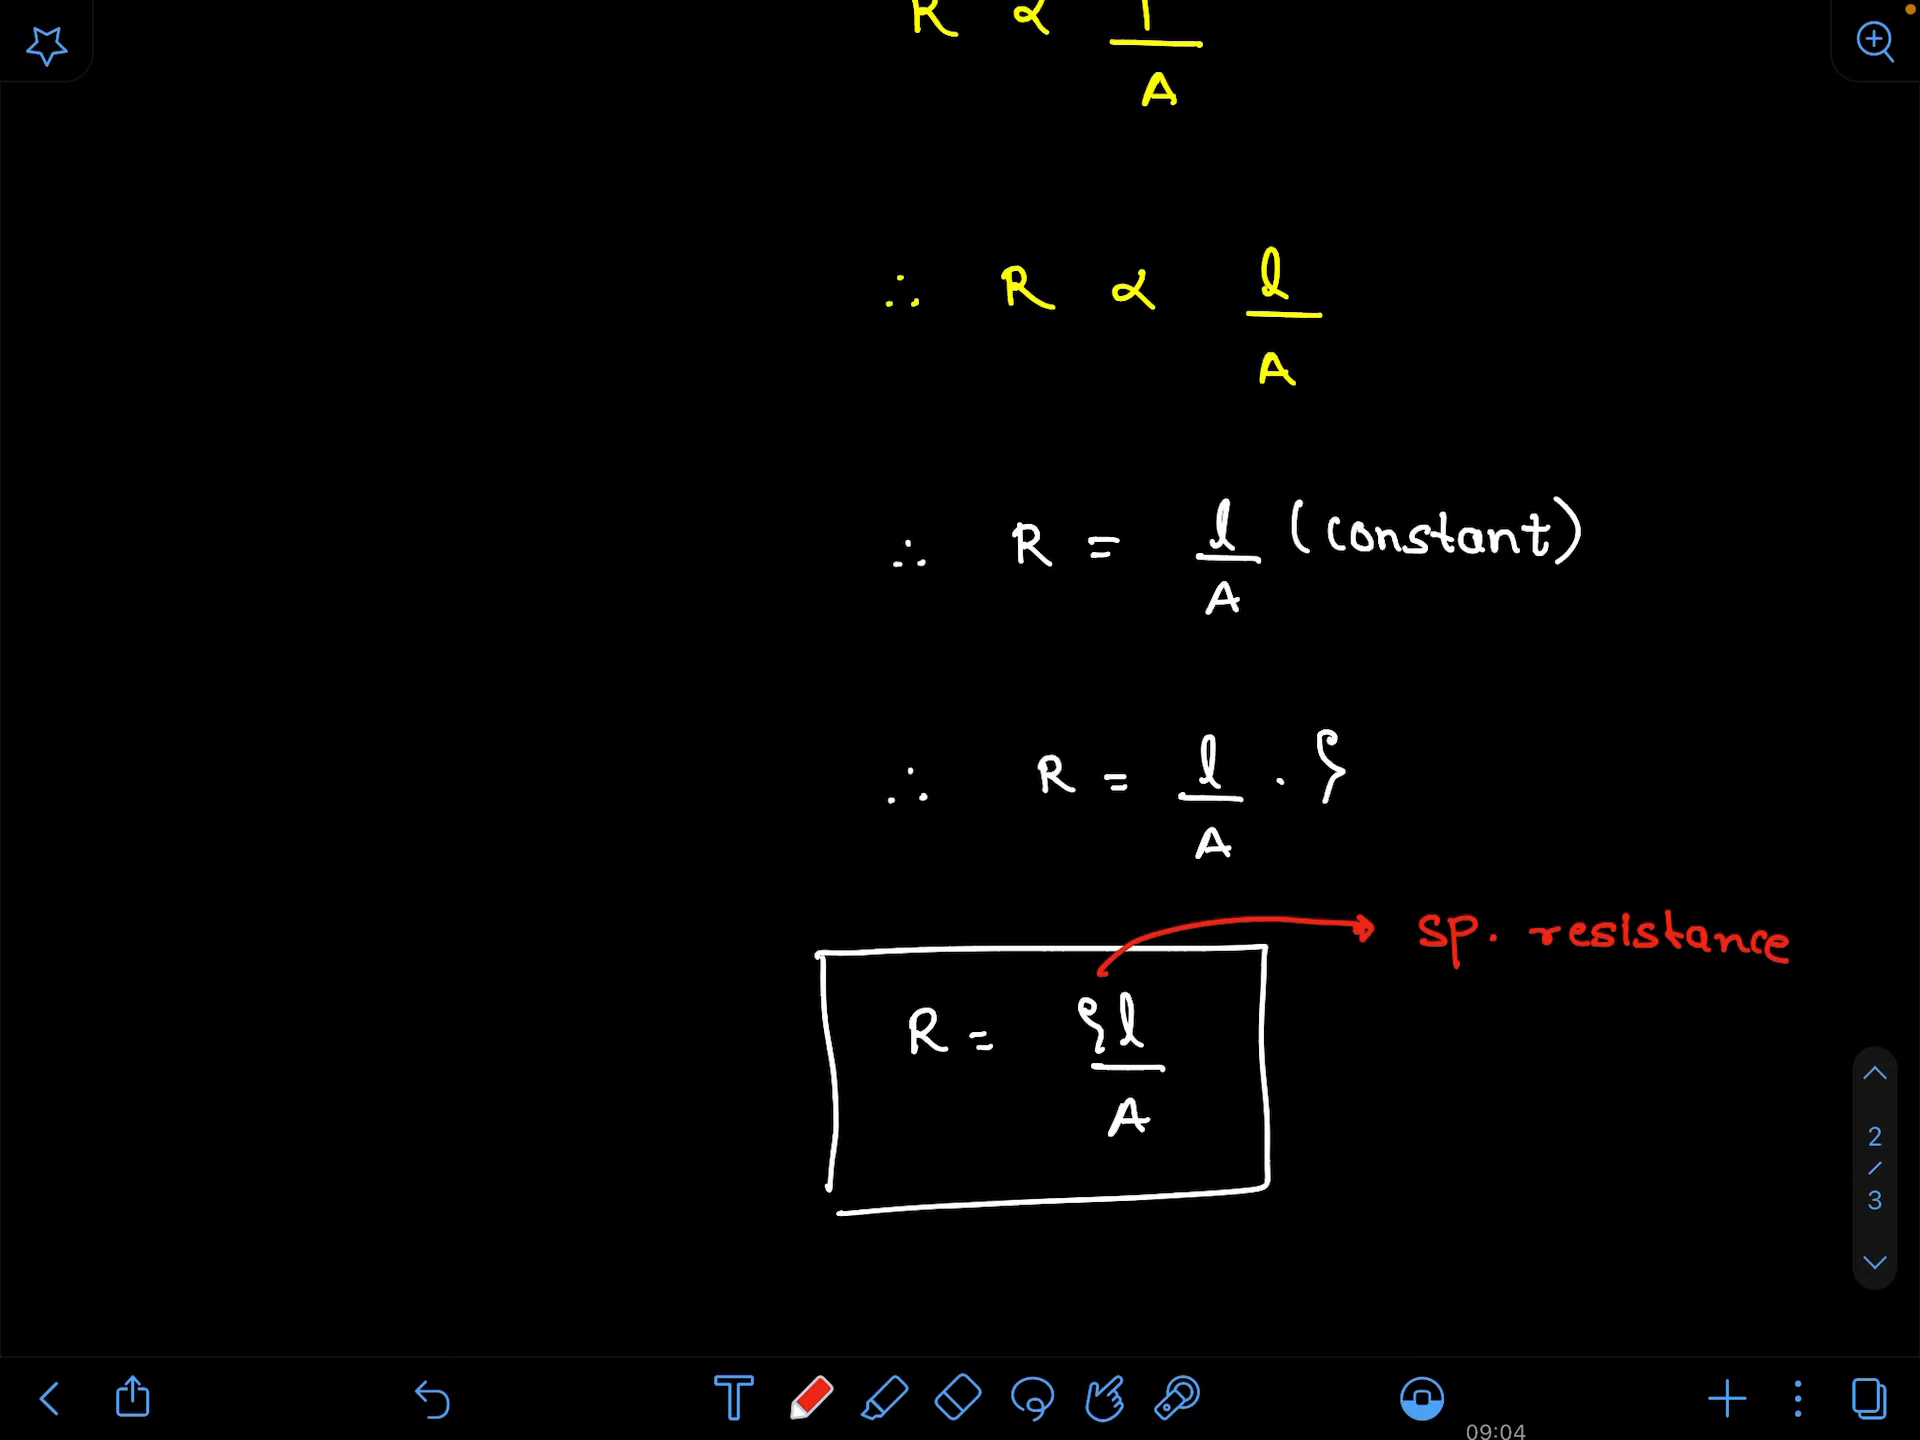 R ∝ 1/A
∴ R ∝ l/A
∴ R = l/A (constant)
∴ R = l/A . ρ
sp. resistance
R = ρl/A
2
/
3
T
09:04